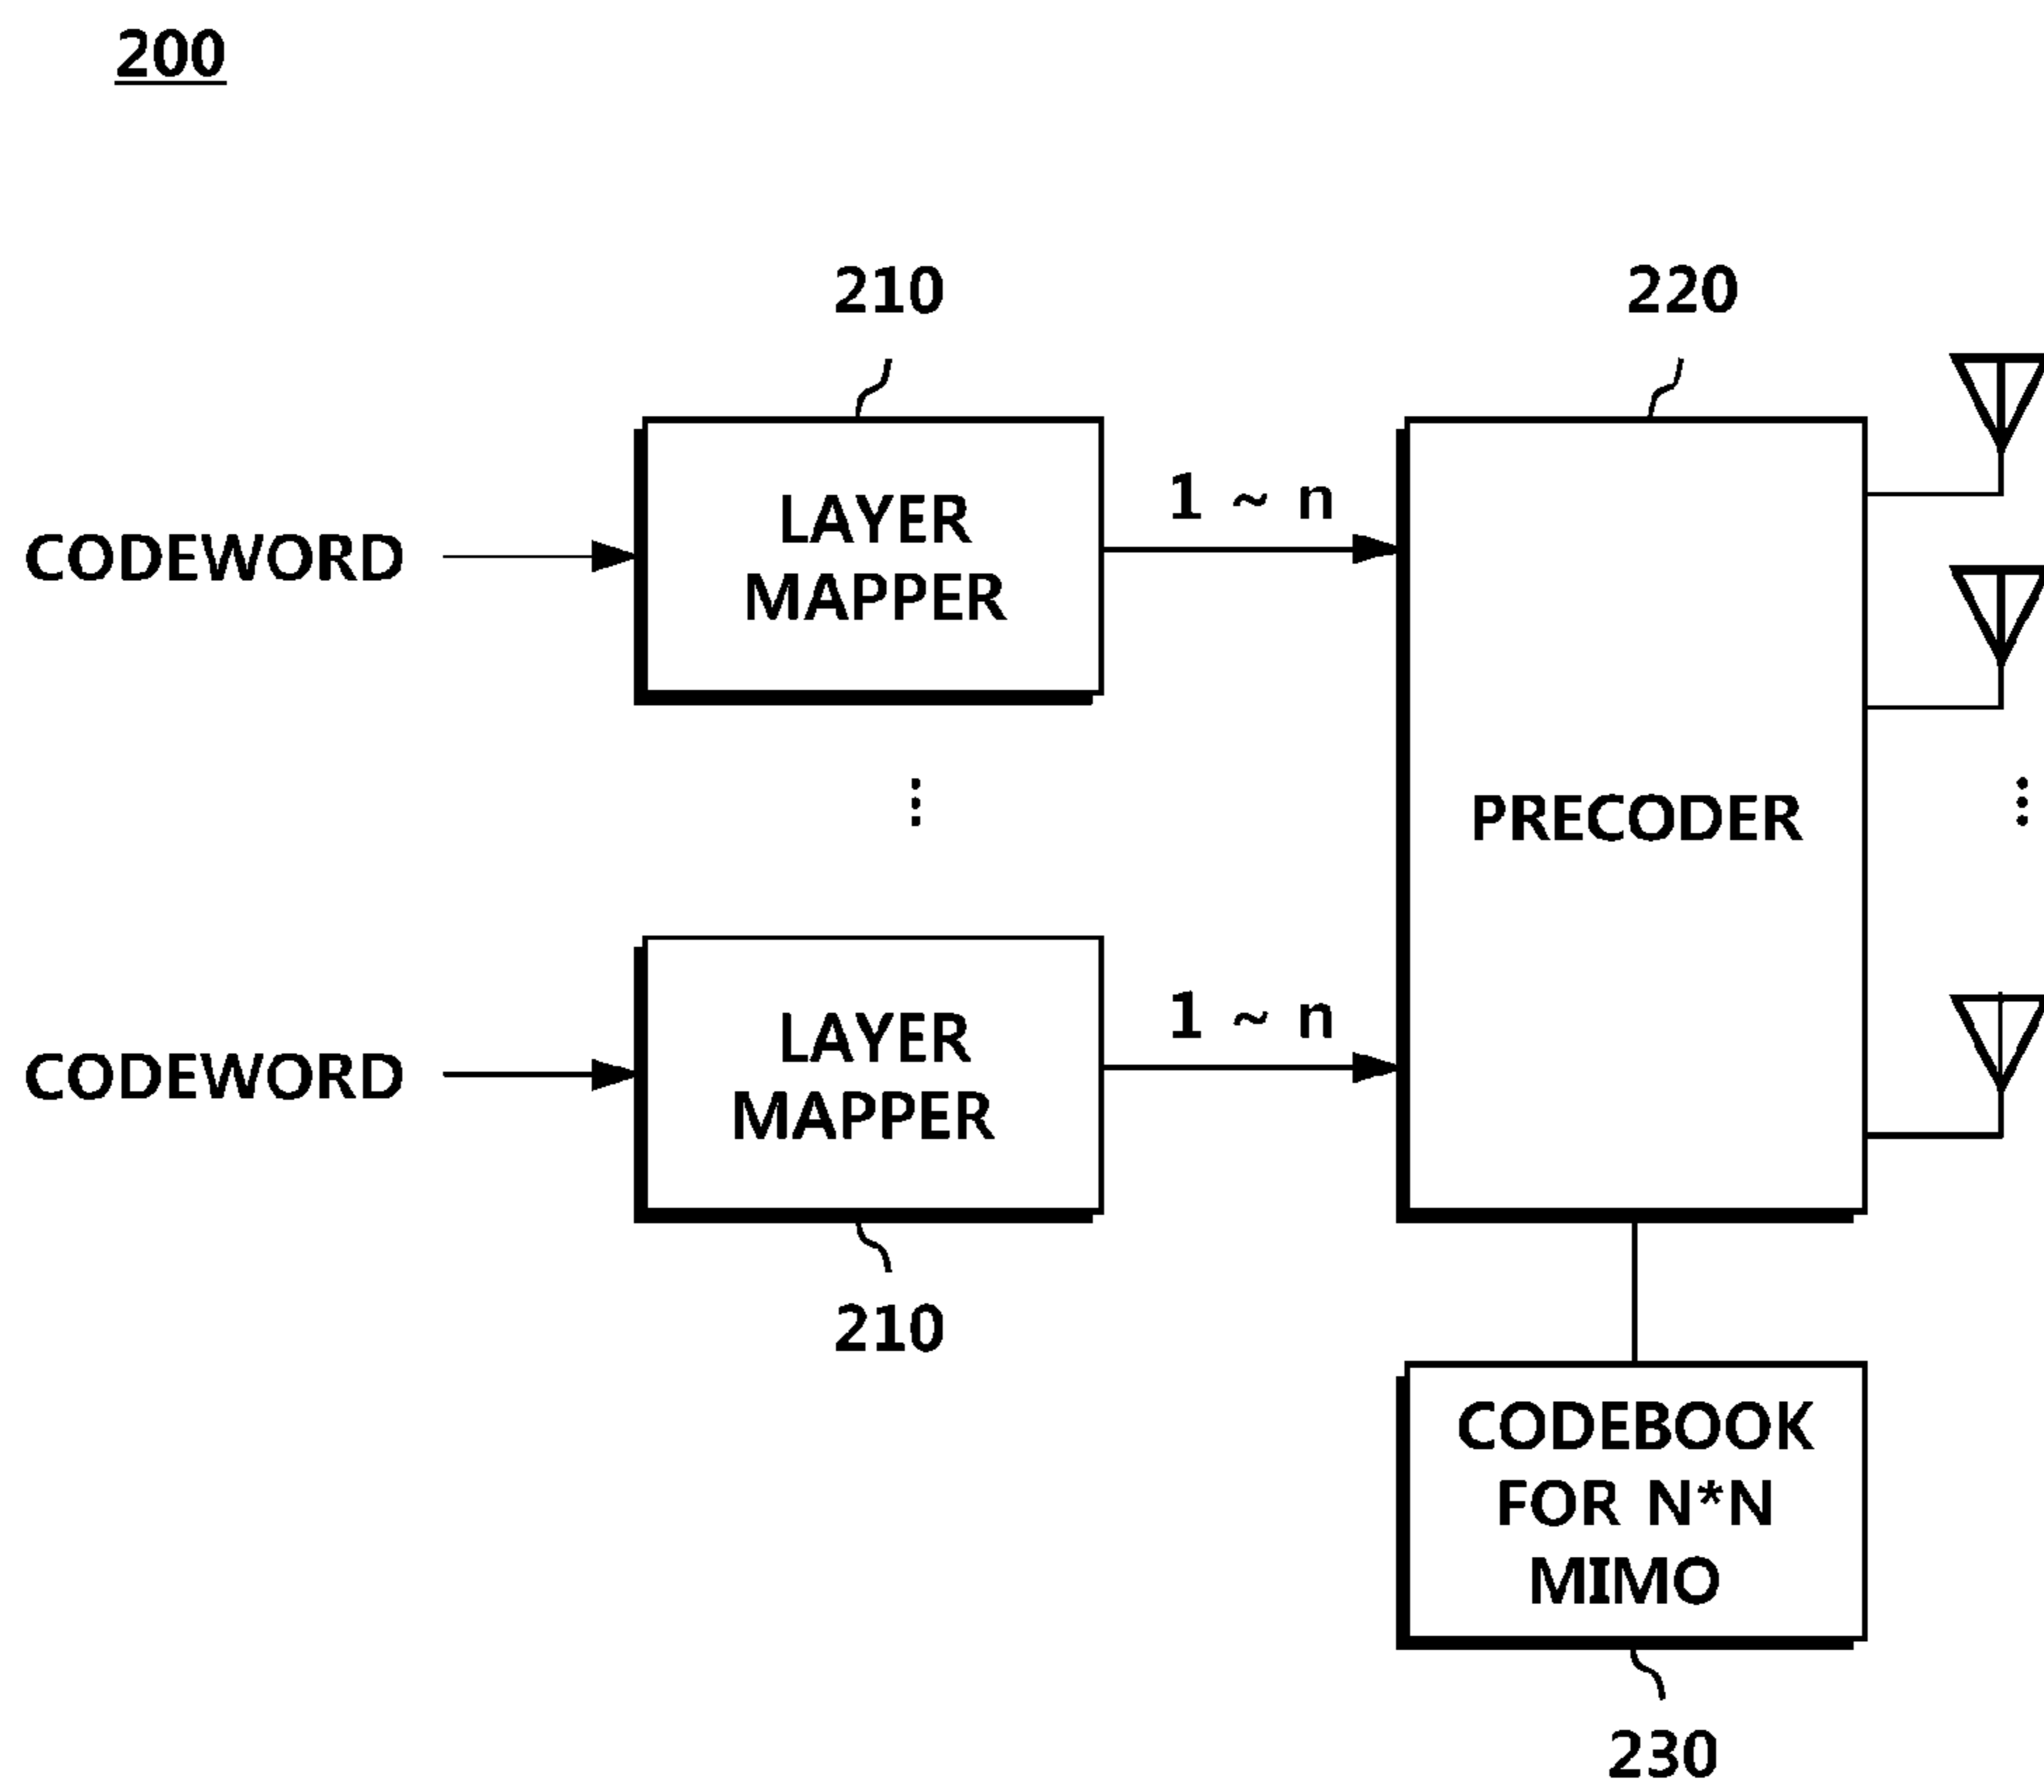 200
210
220
CODEWORD
LAYER
MAPPER
1 ~ n
PRECODER
CODEWORD
LAYER
MAPPER
1 ~ n
210
CODEBOOK
FOR N*N
MIMO
230